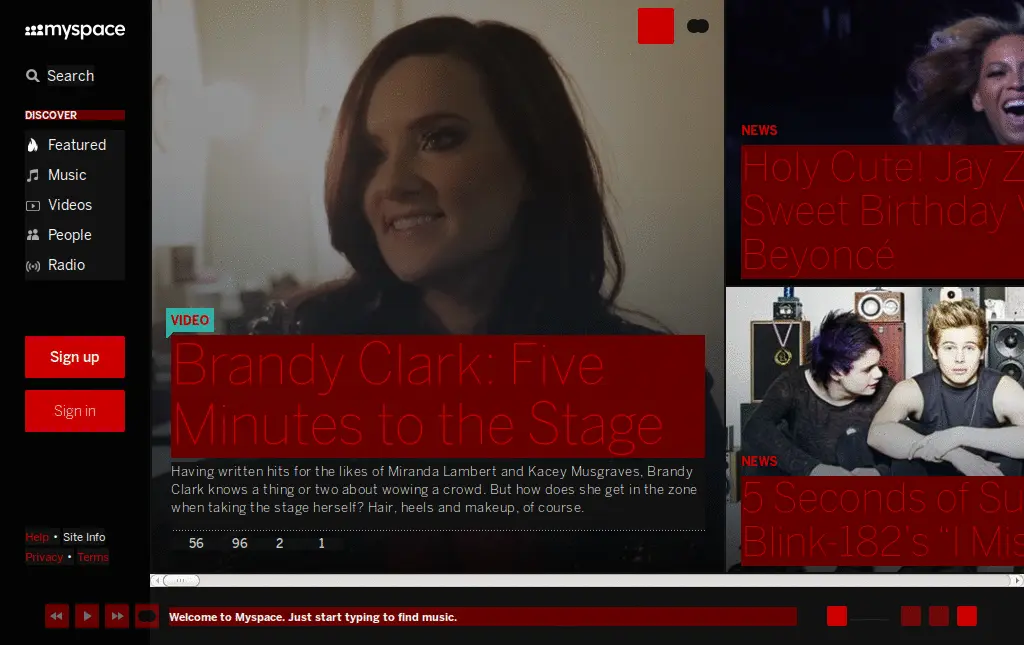 myspace
Search
DISCOVER
Featured
Music
Videos
People
Radio
Sign up
Sign in
Help • Site Info
Privacy • Terms
VIDEO
Brandy Clark: Five
Minutes to the Stage
Having written hits for the likes of Miranda Lambert and Kacey Musgraves, Brandy
Clark knows a thing or two about wowing a crowd. But how does she get in the zone
when taking the stage herself? Hair, heels and makeup, of course.
56 96 2 1
NEWS
Holy Cute! Jay Z
Sweet Birthday
Beyoncé
NEWS
5 Seconds of Su
Blink-182's “I Mis
Welcome to Myspace. Just start typing to find music.